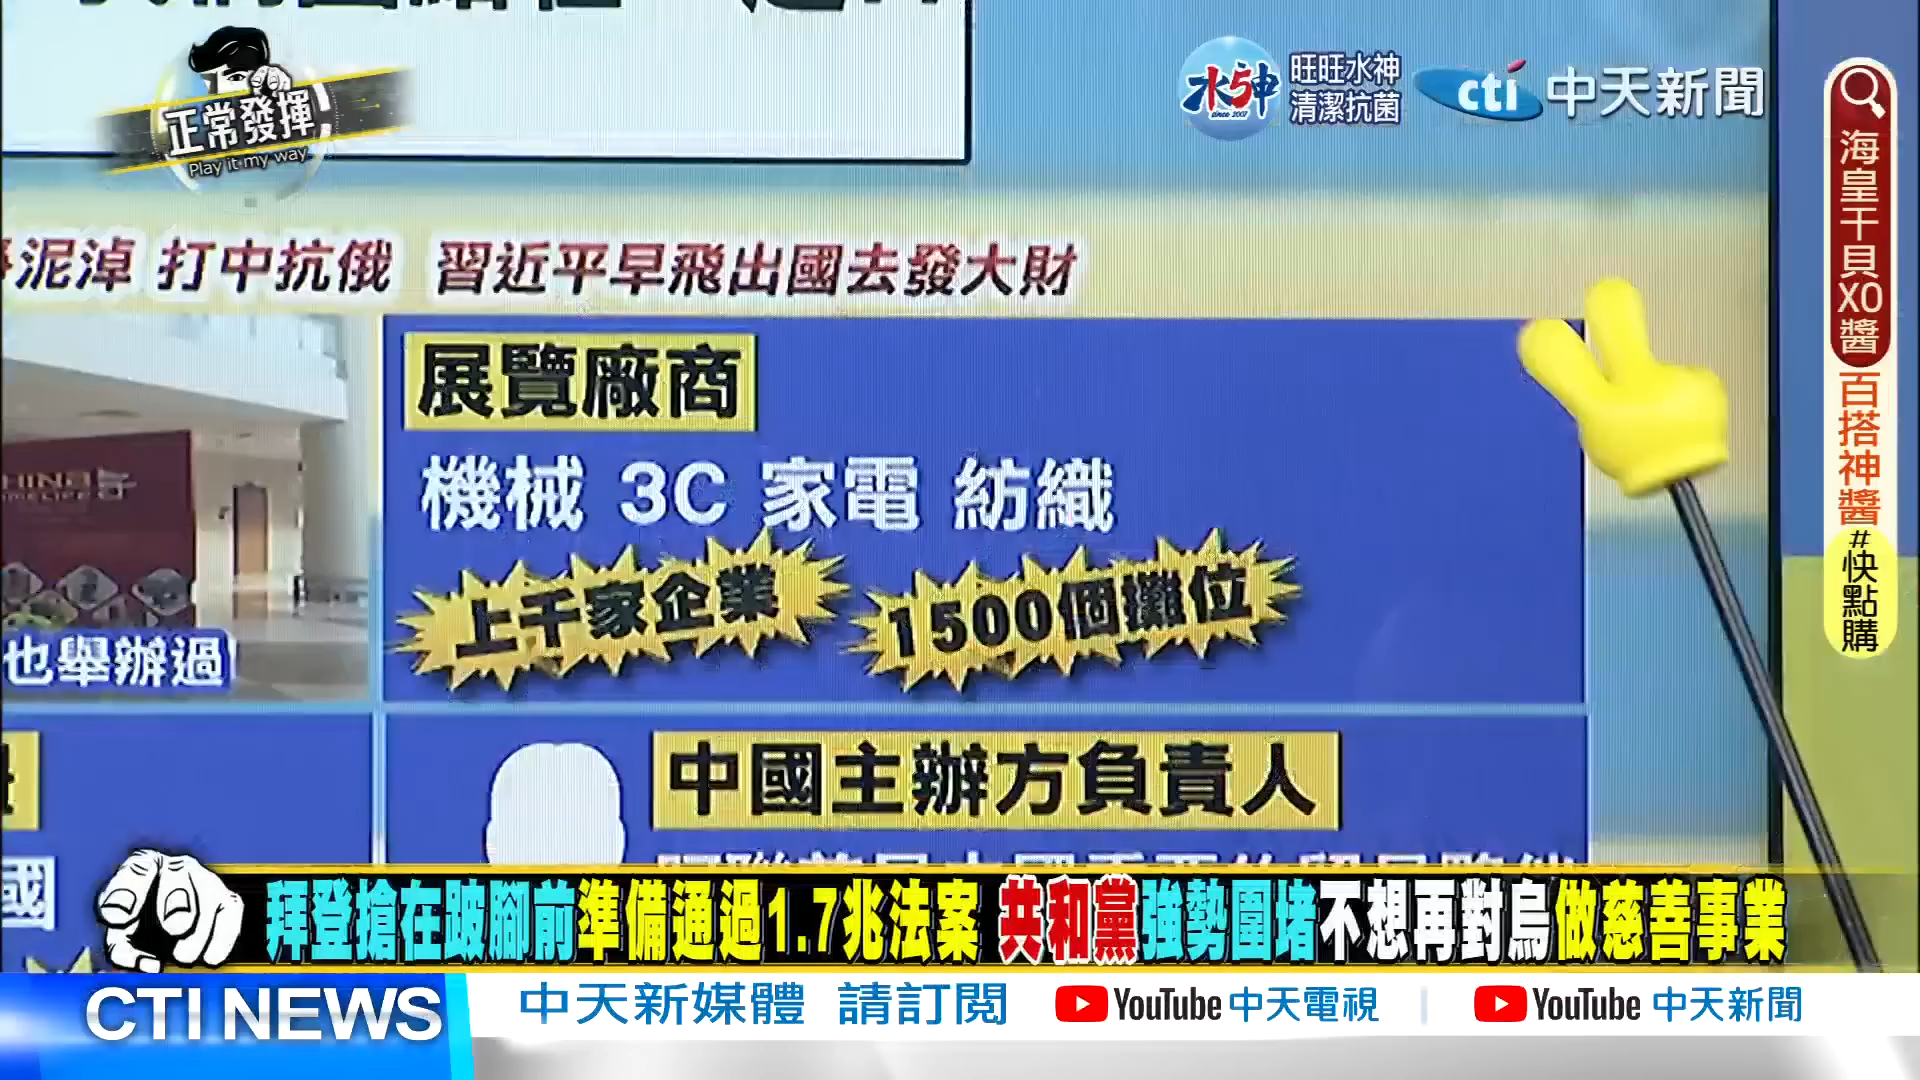 正常發揮
Play it my way
水神
since 2007
旺旺水神
清潔抗菌
cti 中天新聞
海皇干貝XO醬
百搭神醬
#快點購
泥淖 打中抗俄 習近平早飛出國去發大財
展覽廠商
機械 3C 家電 紡織
上千家企業
1500個攤位
也舉辦過
中國主辦方負責人
國
拜登搶在跛腳前準備通過1.7兆法案 共和黨強勢圍堵不想再對烏做慈善事業
CTI NEWS
中天新媒體 請訂閱
YouTube 中天電視
YouTube 中天新聞